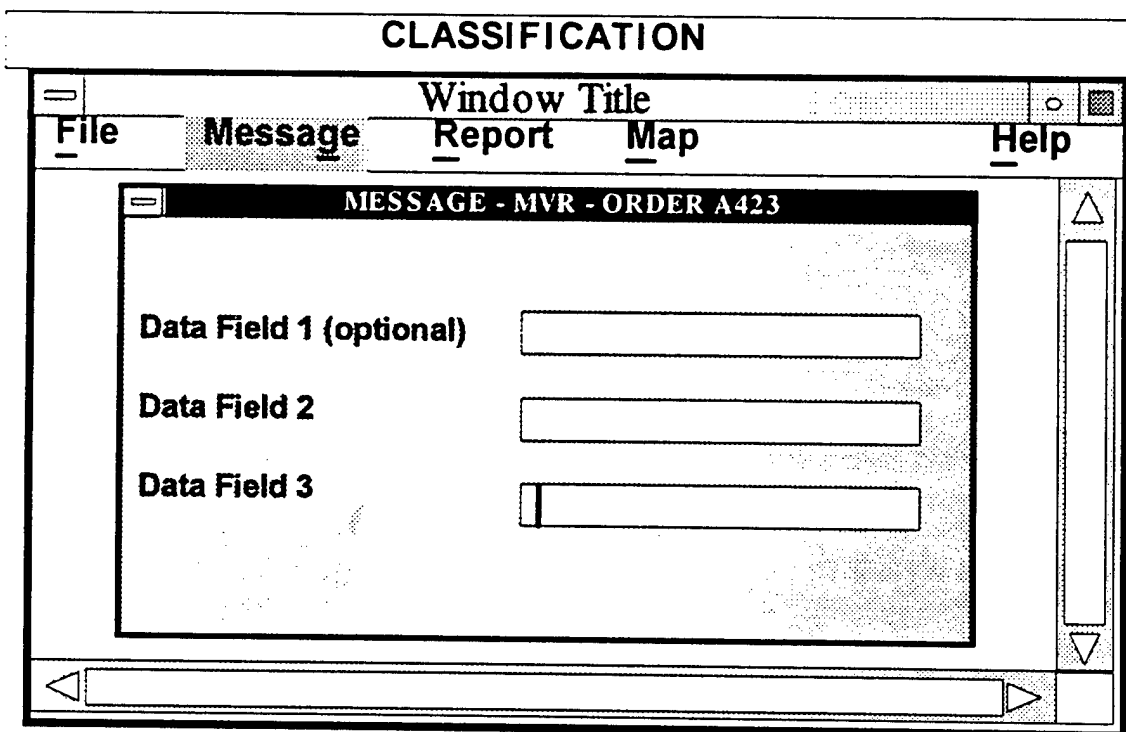 CLASSIFICATION
Window Title
File Message Report Map Help
MESSAGE - MVR - ORDER A423
Data Field 1 (optional)
Data Field 2
Data Field 3